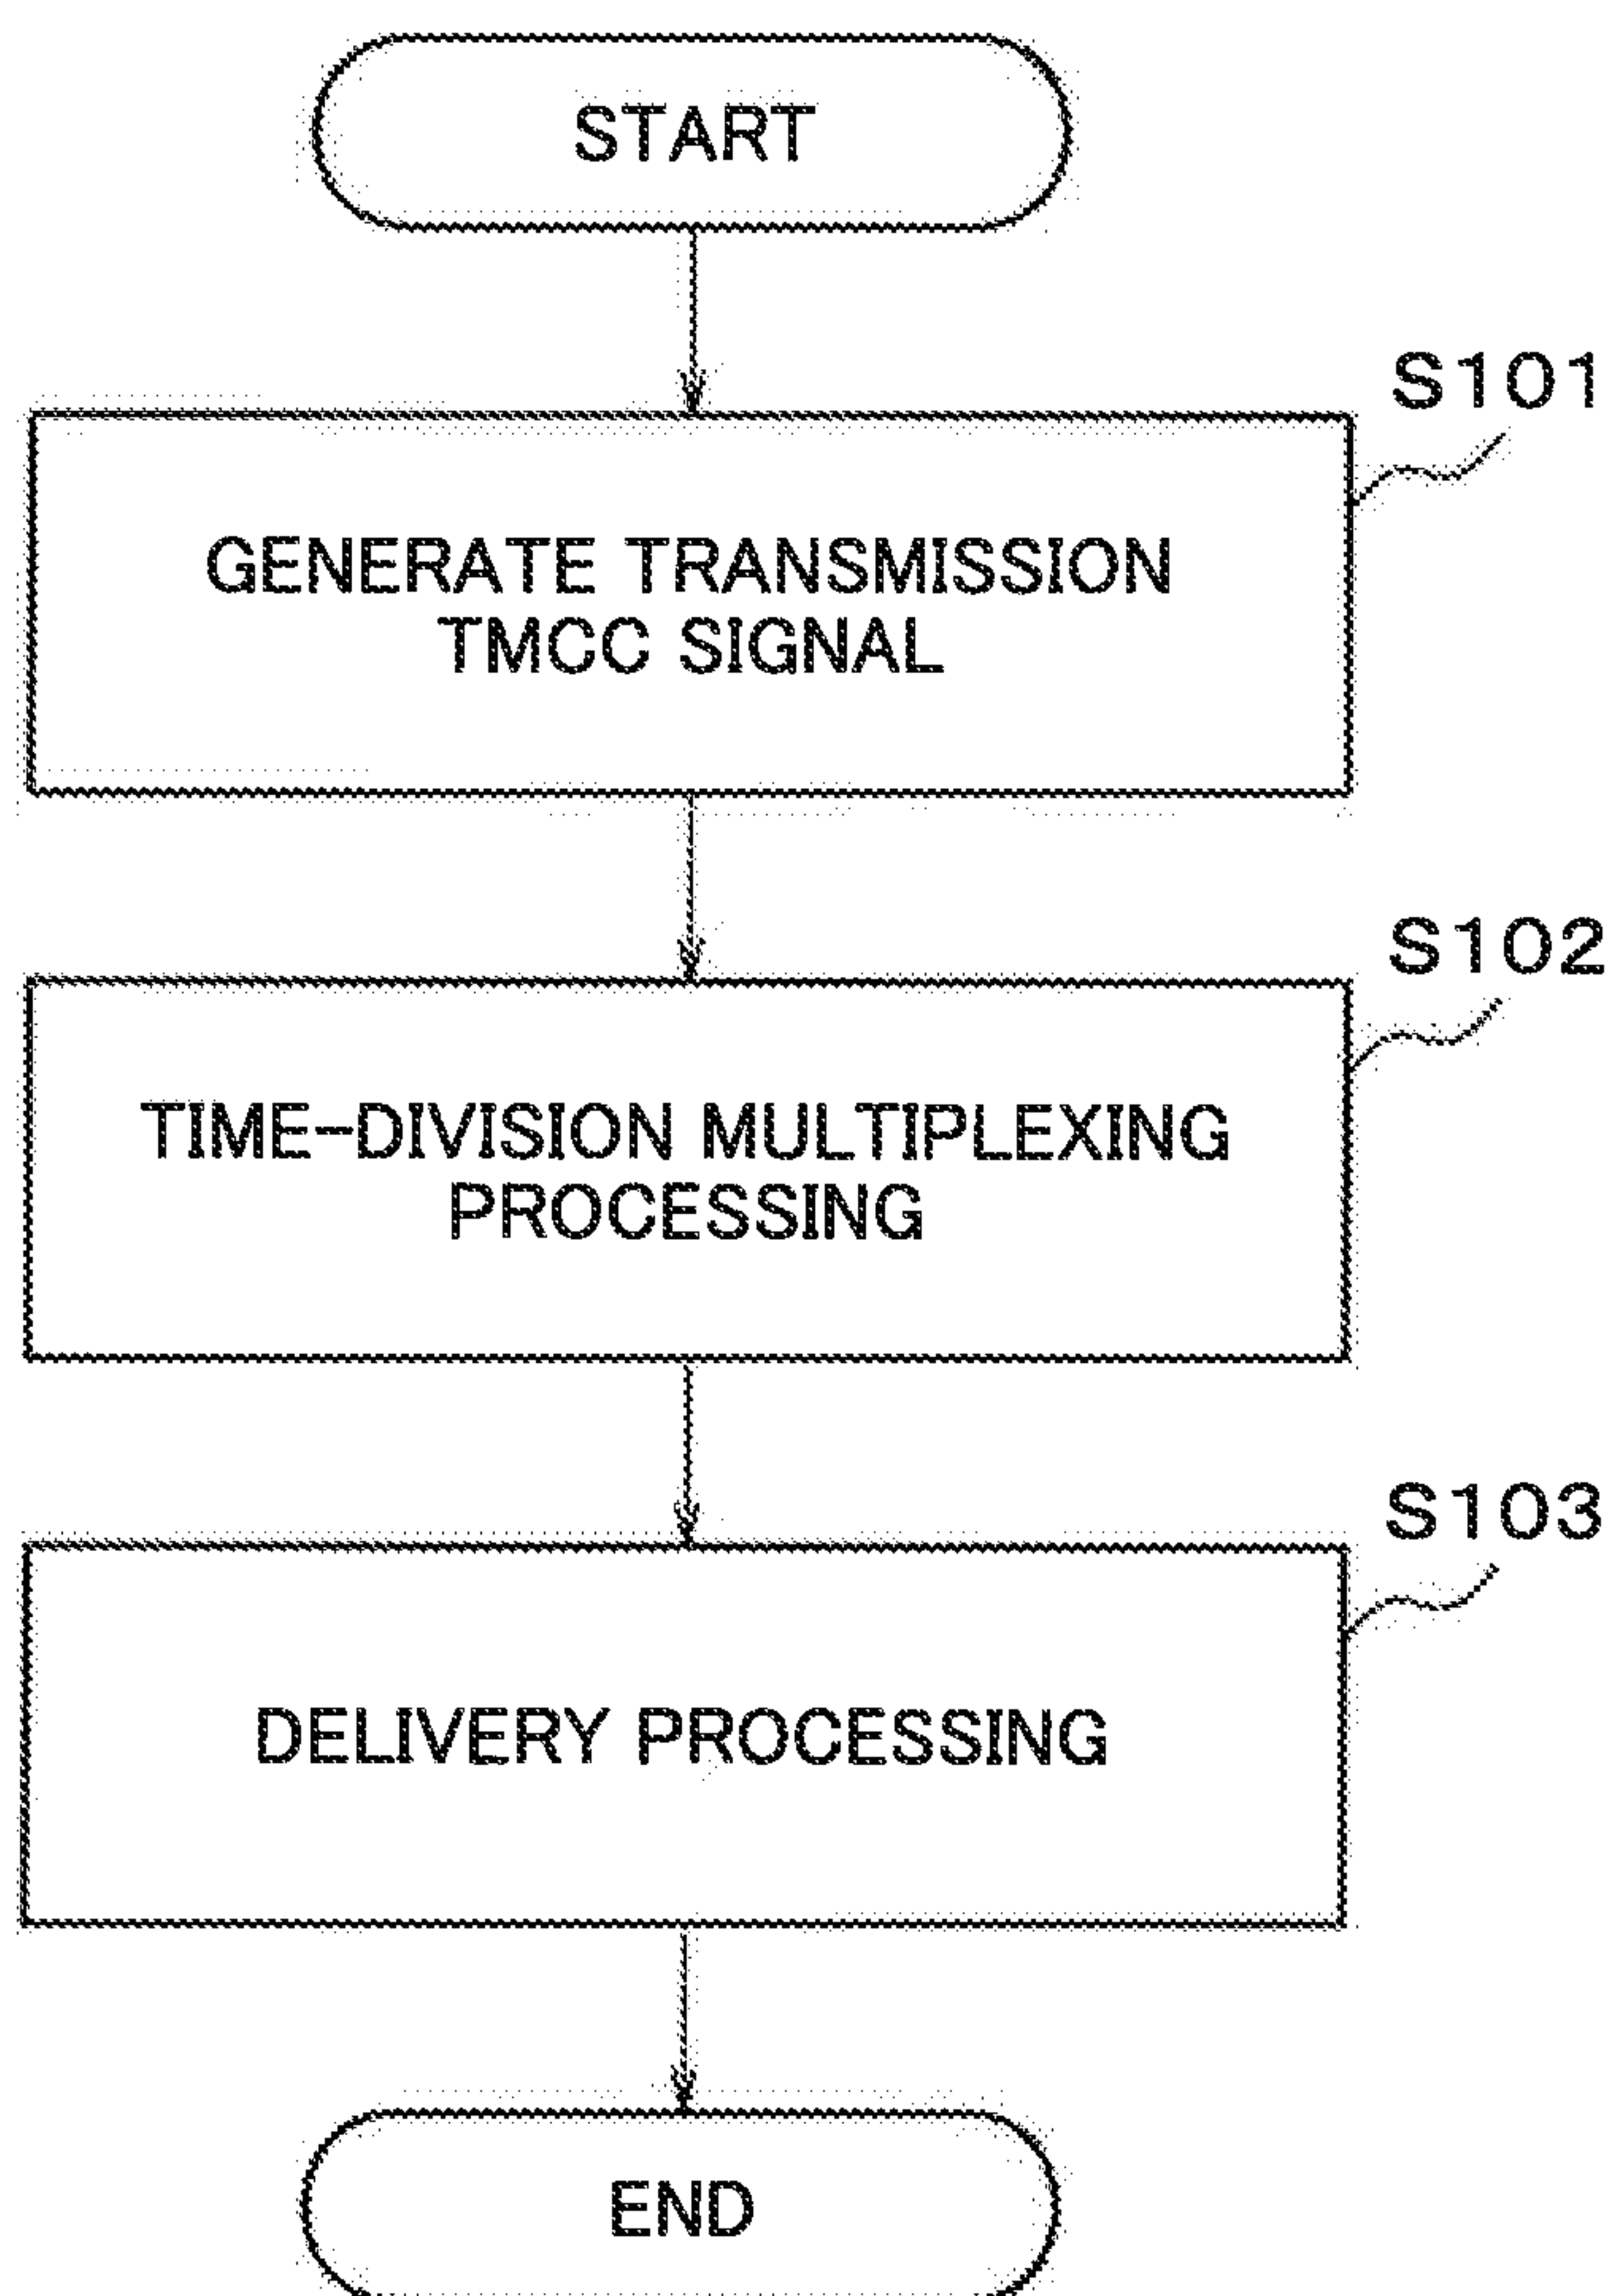 START
S101
GENERATE TRANSMISSION
TMCC SIGNAL
S102
TIME-DIVISION MULTIPLEXING
PROCESSING
S103
DELIVERY PROCESSING
END